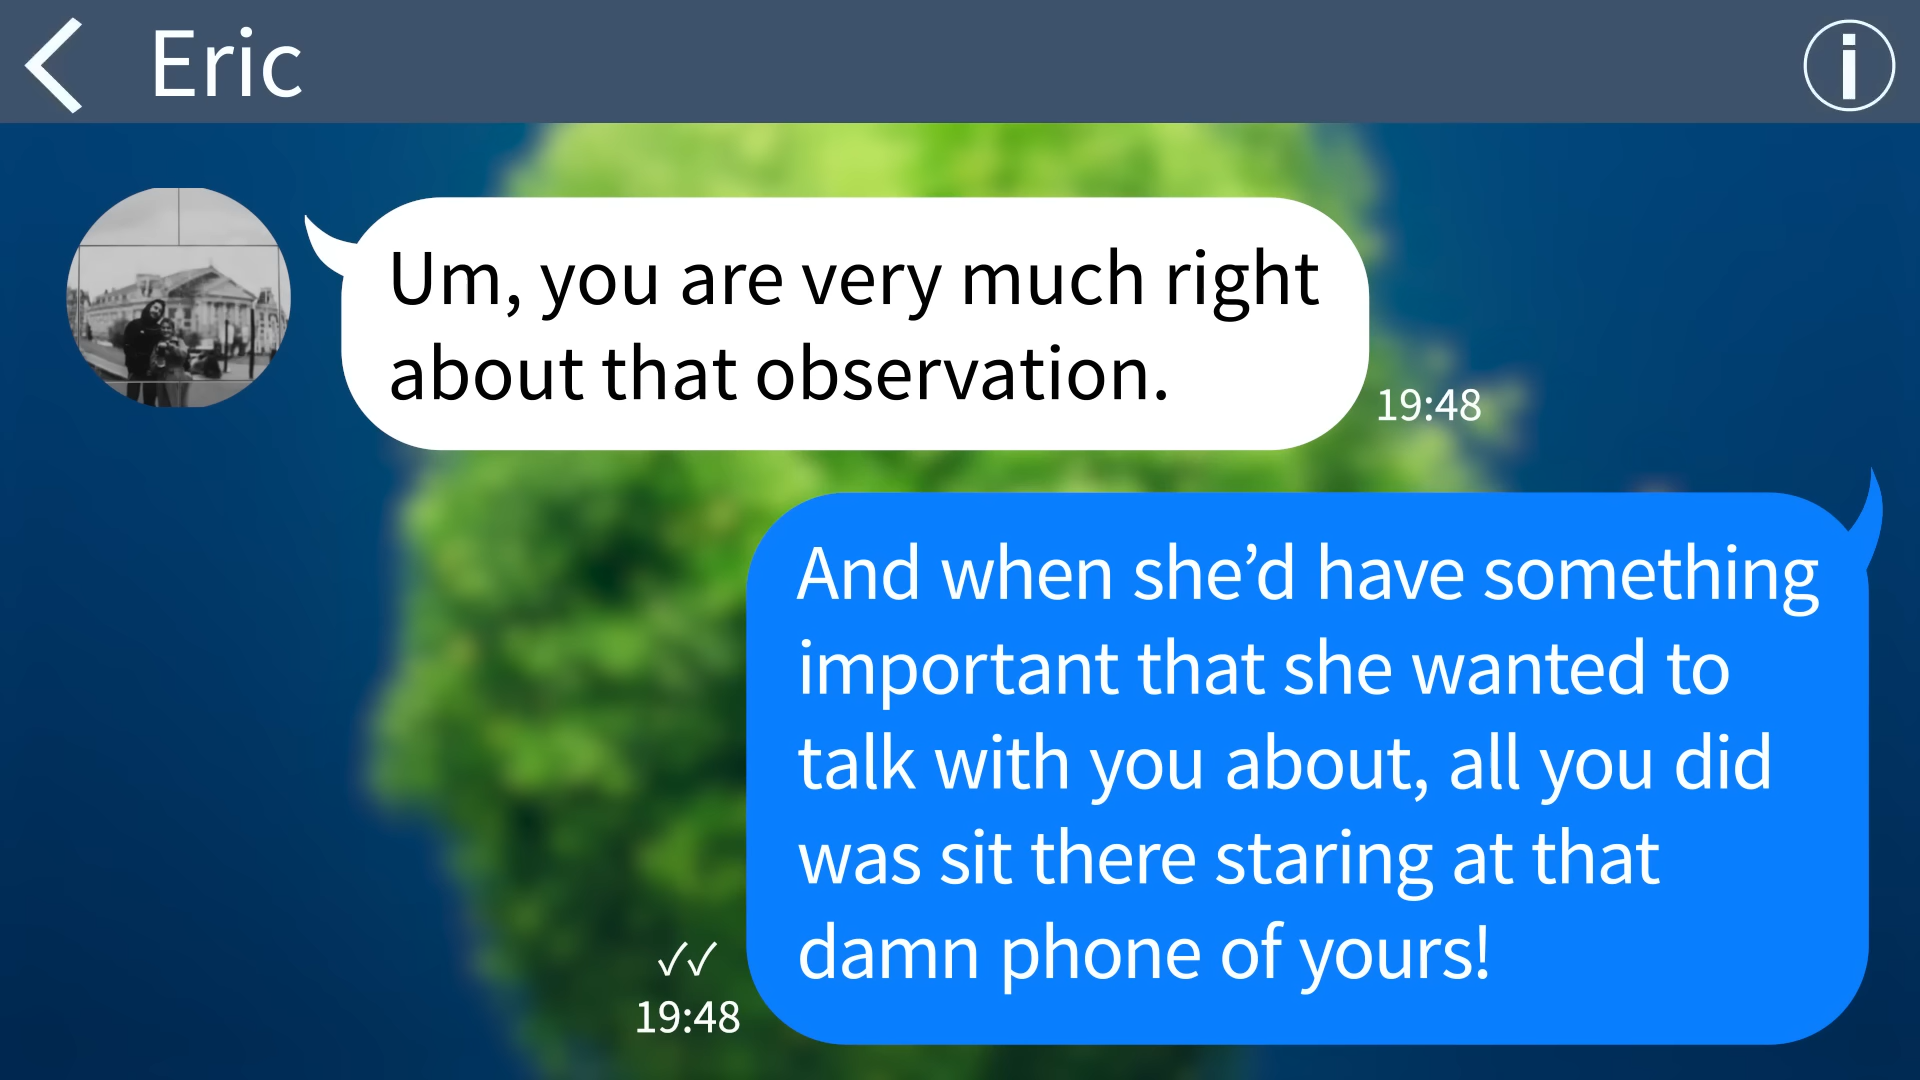 Eric
Um, you are very much right
about that observation.
19:48
And when she’d have something
important that she wanted to
talk with you about, all you did
was sit there staring at that
damn phone of yours!
19:48